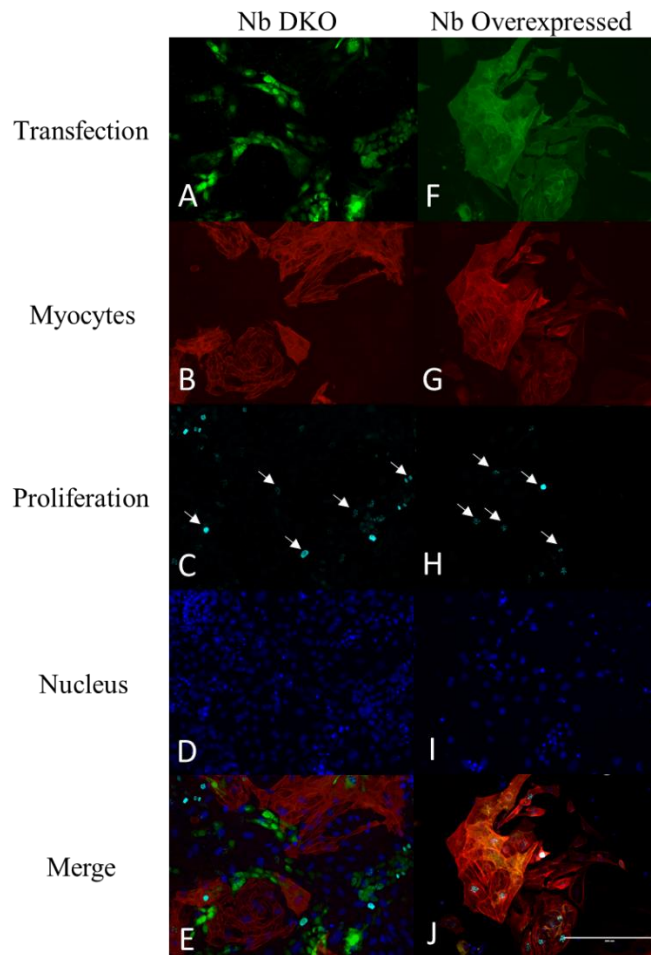 Nb DKO Nb Overexpressed
Transfection
A F
Myocytes
B G
Proliferation
C H
Nucleus
D I
Merge
E J